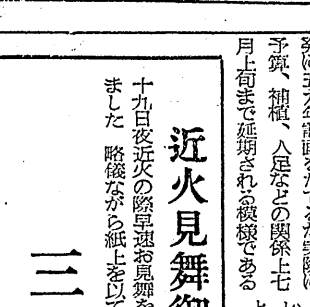 予算、補植、人足などの関係上七
月上旬まで延期される模様である
近火見舞御
十九日夜近火の際早速お見舞を
ました 略儀ながら紙上を以て
三